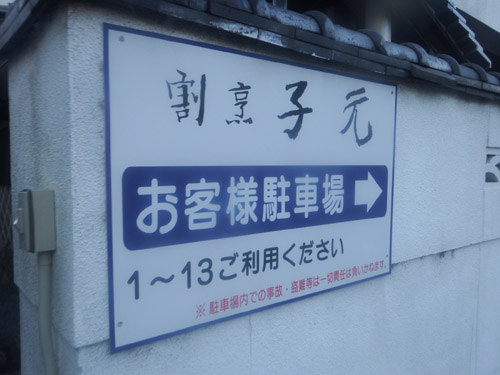 割烹 子元
お客様駐車場→
1〜13ご利用ください
※駐車場内での事故・盗難等は一切責任は負いかねます。